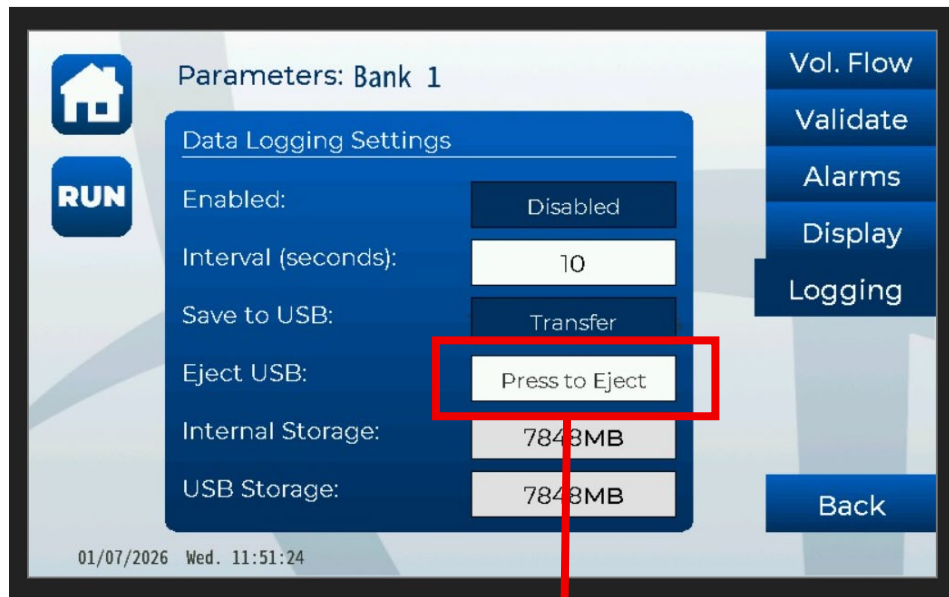 Parameters: Bank 1
Data Logging Settings
RUN
Enabled: Disabled
Interval (seconds): 10
Save to USB: Transfer
Eject USB: Press to Eject
Internal Storage: 7848MB
USB Storage: 7848MB
Vol. Flow
Validate
Alarms
Display
Logging
Back
01/07/2026 Wed. 11:51:24